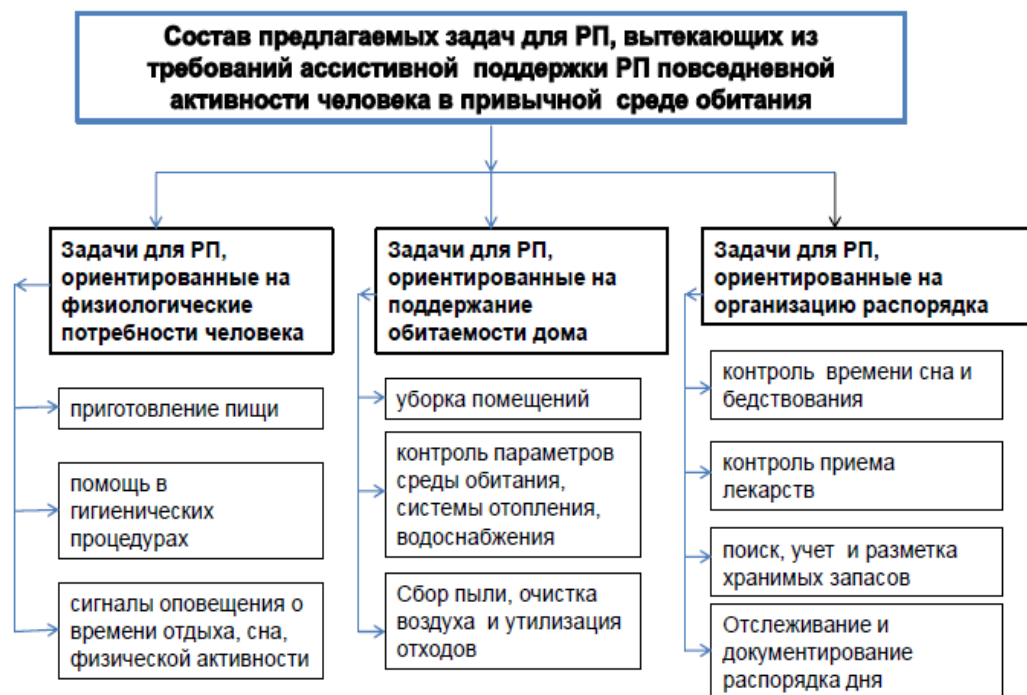 Состав предлагаемых задач для РП, вытекающих из
требований ассистивной поддержки РП повседневной
активности человека в привычной среде обитания
Задачи для РП,
ориентированные на
физиологические
потребности человека
приготовление пищи
помощь в
гигиенических
процедурах
сигналы оповещения о
времени отдыха, сна,
физической активности
Задачи для РП,
ориентированные на
поддержание
обитаемости дома
уборка помещений
контроль параметров
среды обитания,
системы отопления,
водоснабжения
Сбор пыли, очистка
воздуха и утилизация
отходов
Задачи для РП,
ориентированные на
организацию распорядка
контроль времени сна и
бедствования
контроль приема
лекарств
поиск, учет и разметка
хранимых запасов
Отслеживание и
документирование
распорядка дня